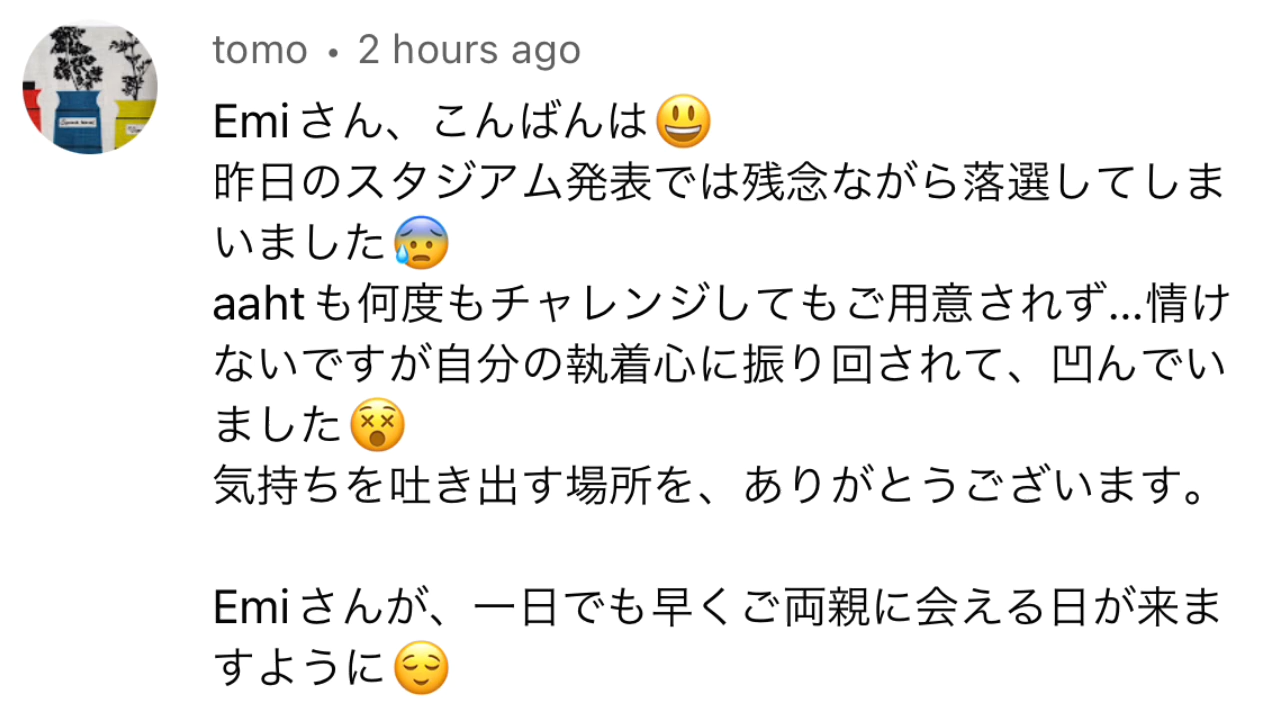 tomo • 2 hours ago
Emiさん、こんばんは😃
昨日のスタジアム発表では残念ながら落選してしま
いました😰
aahtも何度もチャレンジしてもご用意されず...情け
ないですが自分の執着心に振り回されて、凹んでい
ました😵
気持ちを吐き出す場所を、ありがとうございます。
Emiさんが、一日でも早くご両親に会える日が来ま
すように😌